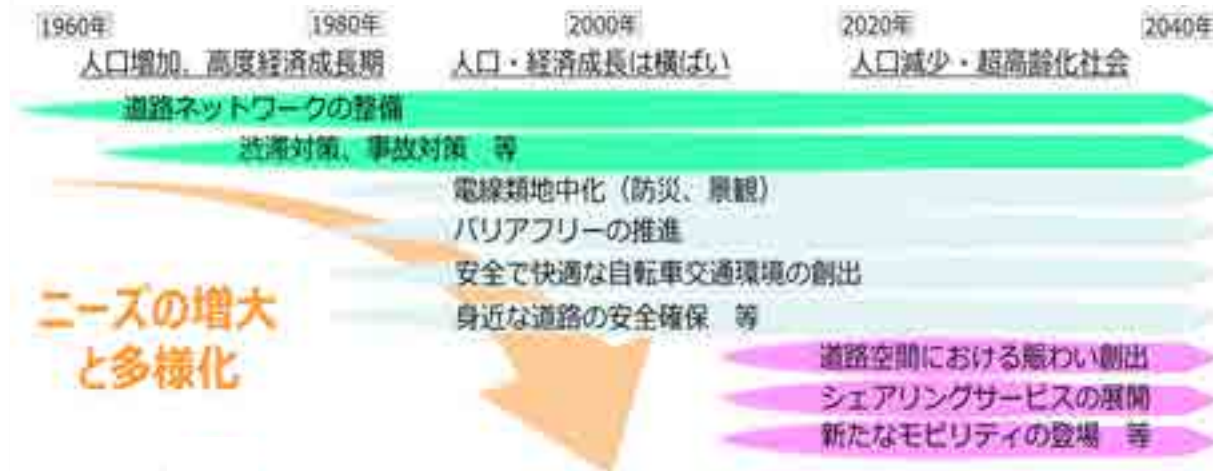 1960年 1980年 2000年 2020年 2040年
人口増加、高度経済成長期 人口・経済成長は横ばい 人口減少・超高齢化社会
道路ネットワークの整備
渋滞対策、事故対策 等
電線類地中化（防災、景観）
バリアフリーの推進
安全で快適な自転車交通環境の創出
身近な道路の安全確保 等
ニーズの増大
と多様化
道路空間における賑わい創出
シェアリングサービスの展開
新たなモビリティの登場 等